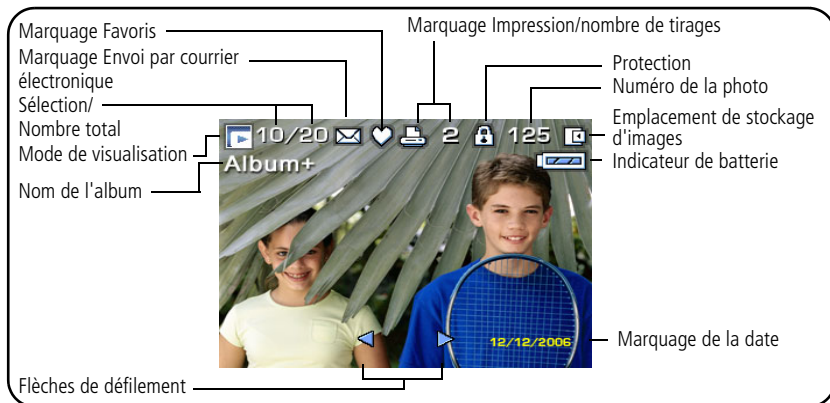 Marquage Favoris
Marquage Envoi par courrier
électronique
Sélection/
Nombre total
Mode de visualisation
Nom de l'album
Flèches de défilement
Marquage Impression/nombre de tirages
Protection
Numéro de la photo
Emplacement de stockage
d'images
Indicateur de batterie
Marquage de la date
10/20 2 125
Album+
12/12/2006